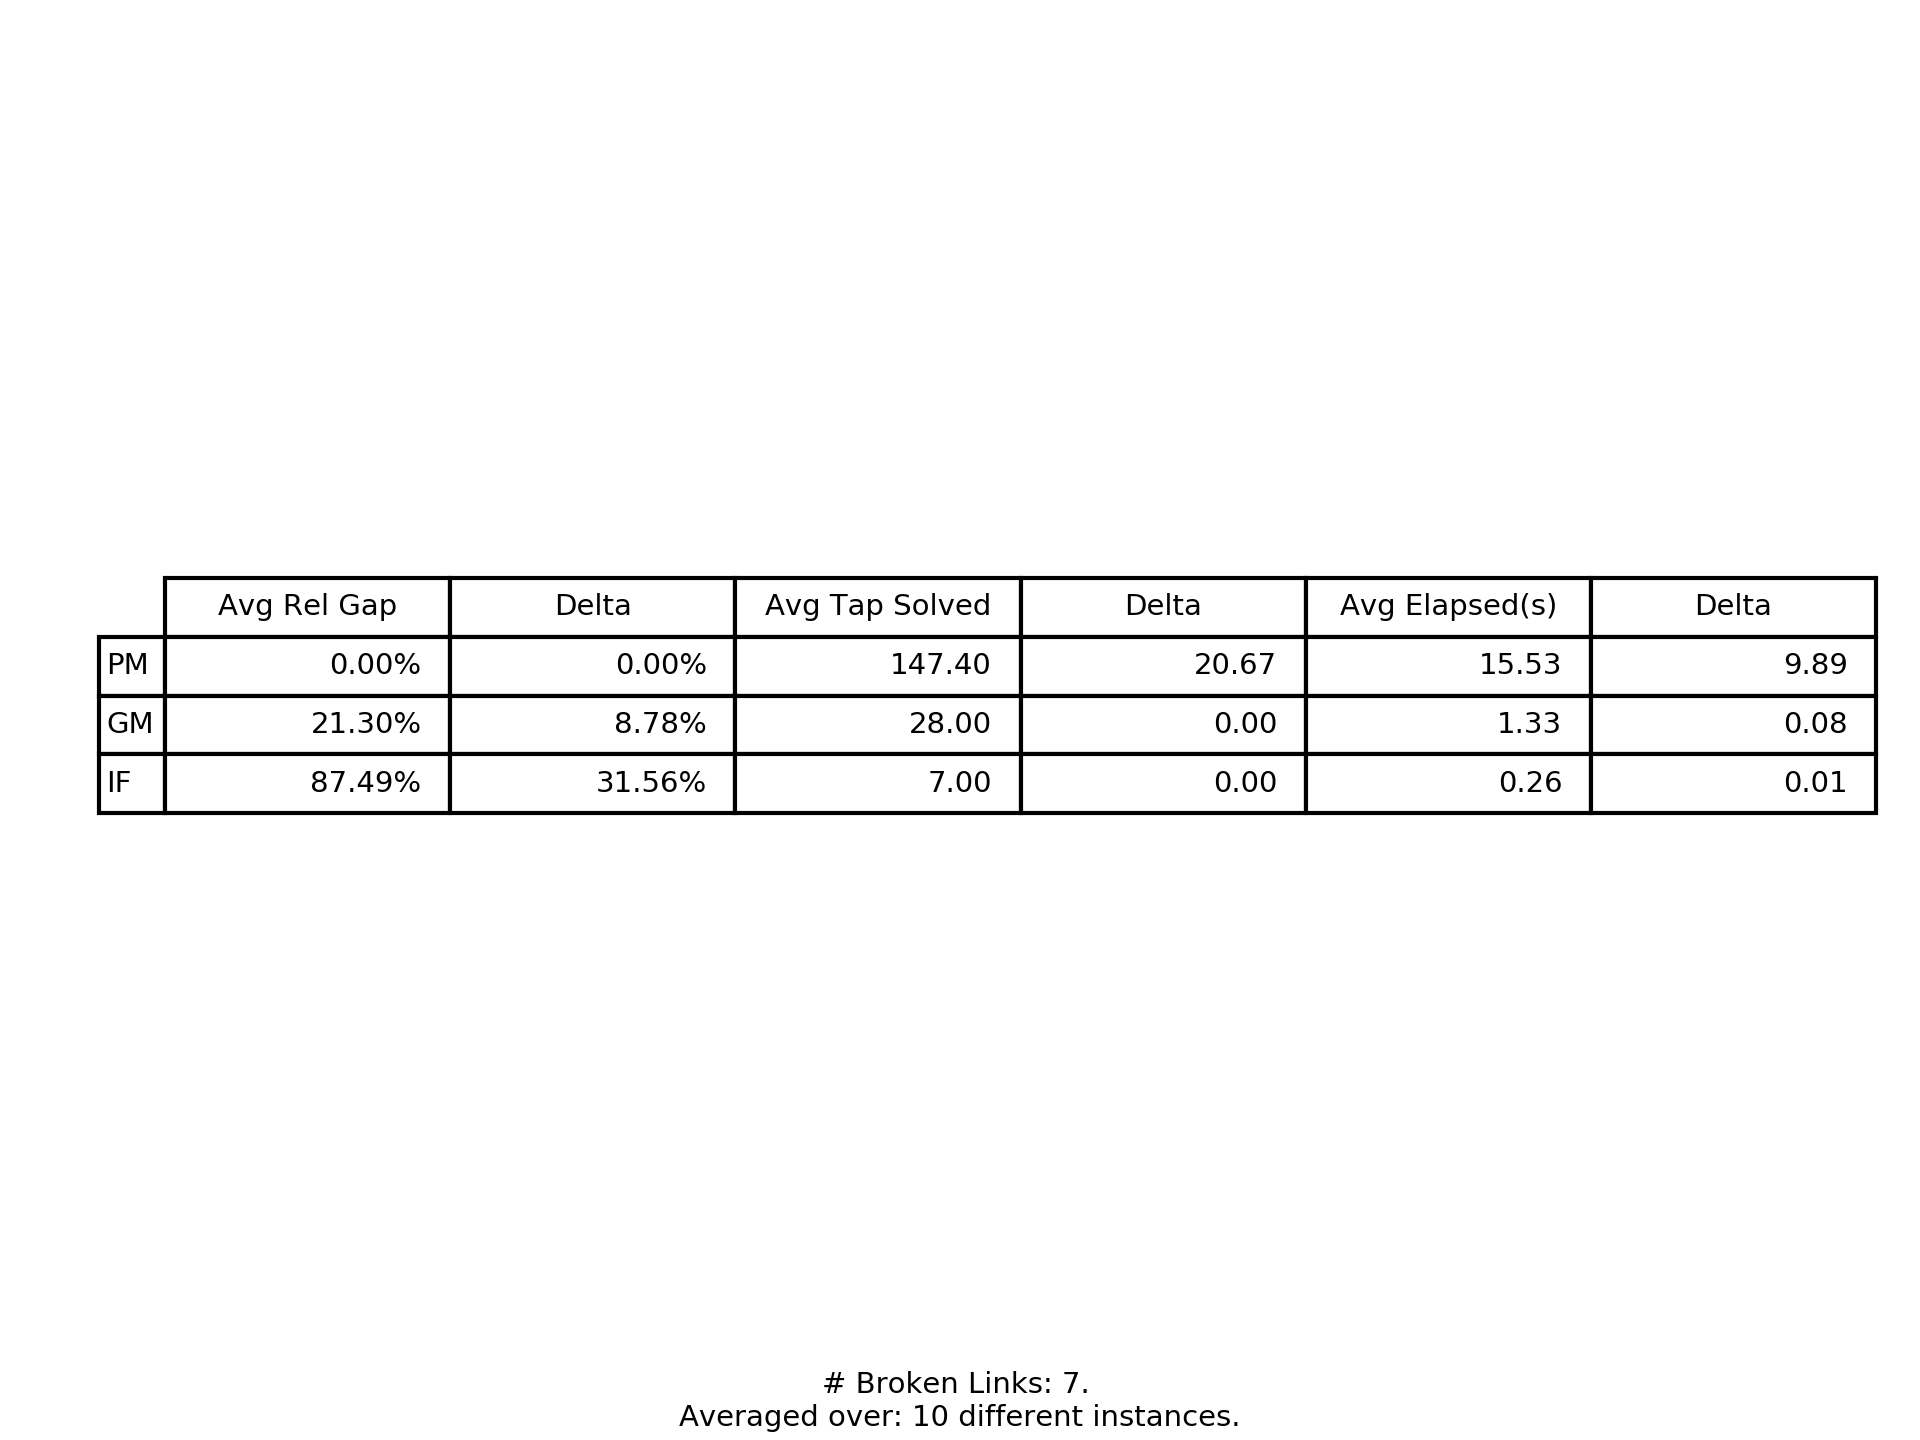 Avg Rel Gap Delta Avg Tap Solved Delta Avg Elapsed(s) Delta
PM 0.00% 0.00% 147.40 20.67 15.53 9.89
GM 21.30% 8.78% 28.00 0.00 1.33 0.08
IF 87.49% 31.56% 7.00 0.00 0.26 0.01
# Broken Links: 7.
Averaged over: 10 different instances.